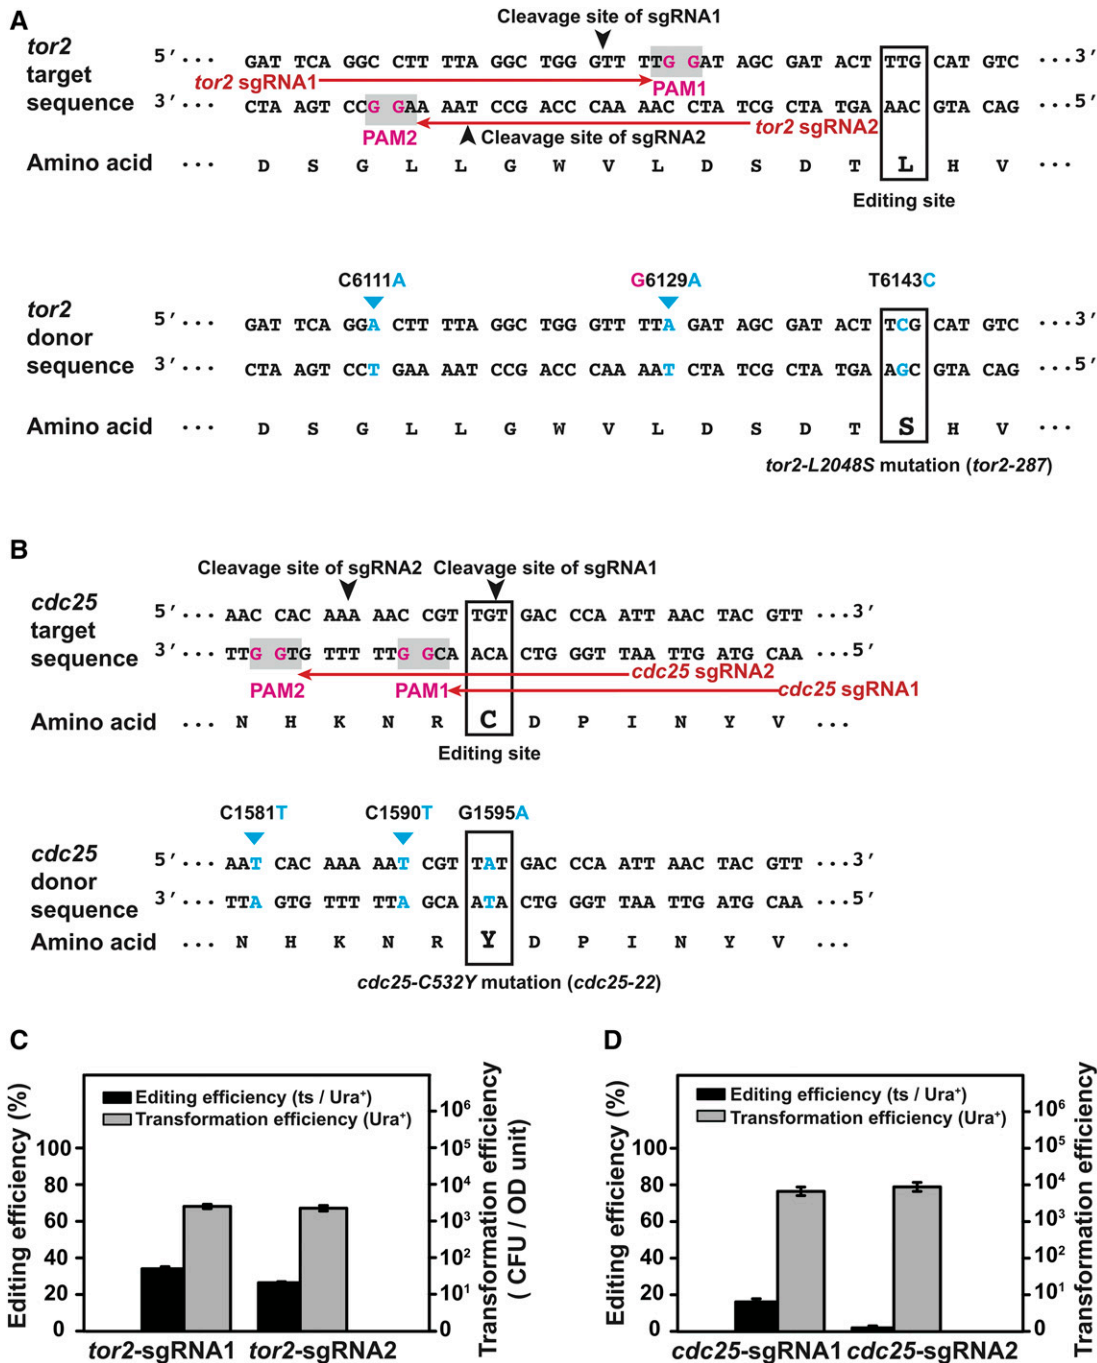 A
Cleavage site of sgRNA1
tor2 target sequence
5′ ··· GAT TCA GGC CTT TTA GGC TGG GTT TTG GAT AGC GAT ACT TTG CAT GTC ··· 3′
tor2 sgRNA1
PAM1
3′ ··· CTA AGT CCG GAA AAT CCG ACC CAA AAC CTA TCG CTA TGA AAC GTA CAG ··· 5′
PAM2
Cleavage site of sgRNA2
tor2 sgRNA2
Amino acid ··· D S G L L G W V L D S D T L H V ···
Editing site
C6111A G6129A T6143C
tor2 donor sequence
5′ ··· GAT TCA GGA CTT TTA GGC TGG GTT TTA GAT AGC GAT ACT TCG CAT GTC ··· 3′
3′ ··· CTA AGT CCT GAA AAT CCG ACC CAA AAT CTA TCG CTA TGA AGC GTA CAG ··· 5′
Amino acid ··· D S G L L G W V L D S D T S H V ···
tor2-L2048S mutation (tor2-287)
B
Cleavage site of sgRNA2 Cleavage site of sgRNA1
cdc25 target sequence
5′ ··· AAC CAC AAA AAC CGT TGT GAC CCA ATT AAC TAC GTT ··· 3′
3′ ··· TTG GTG TTT TTG GCA ACA CTG GGT TAA TTG ATG CAA ··· 5′
cdc25 sgRNA2
PAM2 PAM1 cdc25 sgRNA1
Amino acid ··· N H K N R C D P I N Y V ···
Editing site
C1581T C1590T G1595A
cdc25 donor sequence
5′ ··· AAT CAC AAA AAT CGT TAT GAC CCA ATT AAC TAC GTT ··· 3′
3′ ··· TTA GTG TTT TTA GCA ATA CTG GGT TAA TTG ATG CAA ··· 5′
Amino acid ··· N H K N R Y D P I N Y V ...
cdc25-C532Y mutation (cdc25-22)
C
Editing efficiency (%)
Editing efficiency (ts / Ura⁺)
Transformation efficiency (Ura⁺)
100
80
60
40
20
0
10⁶
10⁵
10⁴
10³
10²
10¹
0
Transformation efficiency
( CFU / OD unit)
tor2-sgRNA1 tor2-sgRNA2
D
Editing efficiency (%)
Editing efficiency (ts / Ura⁺)
Transformation efficiency (Ura⁺)
100
80
60
40
20
0
10⁶
10⁵
10⁴
10³
10²
10¹
0
Transformation efficiency
cdc25-sgRNA1 cdc25-sgRNA2